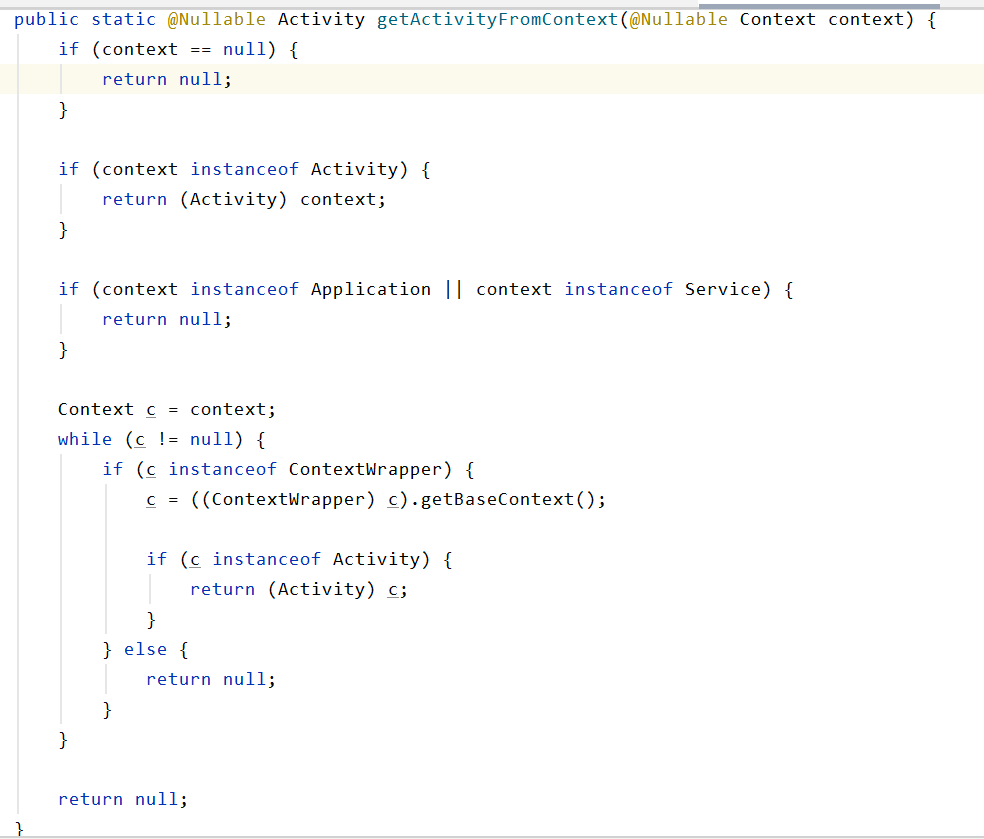 public static @Nullable Activity getActivityFromContext(@Nullable Context context) {
    if (context == null) {
        return null;
    }

    if (context instanceof Activity) {
        return (Activity) context;
    }

    if (context instanceof Application || context instanceof Service) {
        return null;
    }

    Context c = context;
    while (c != null) {
        if (c instanceof ContextWrapper) {
            c = ((ContextWrapper) c).getBaseContext();

            if (c instanceof Activity) {
                return (Activity) c;
            }
        } else {
            return null;
        }
    }

    return null;
}